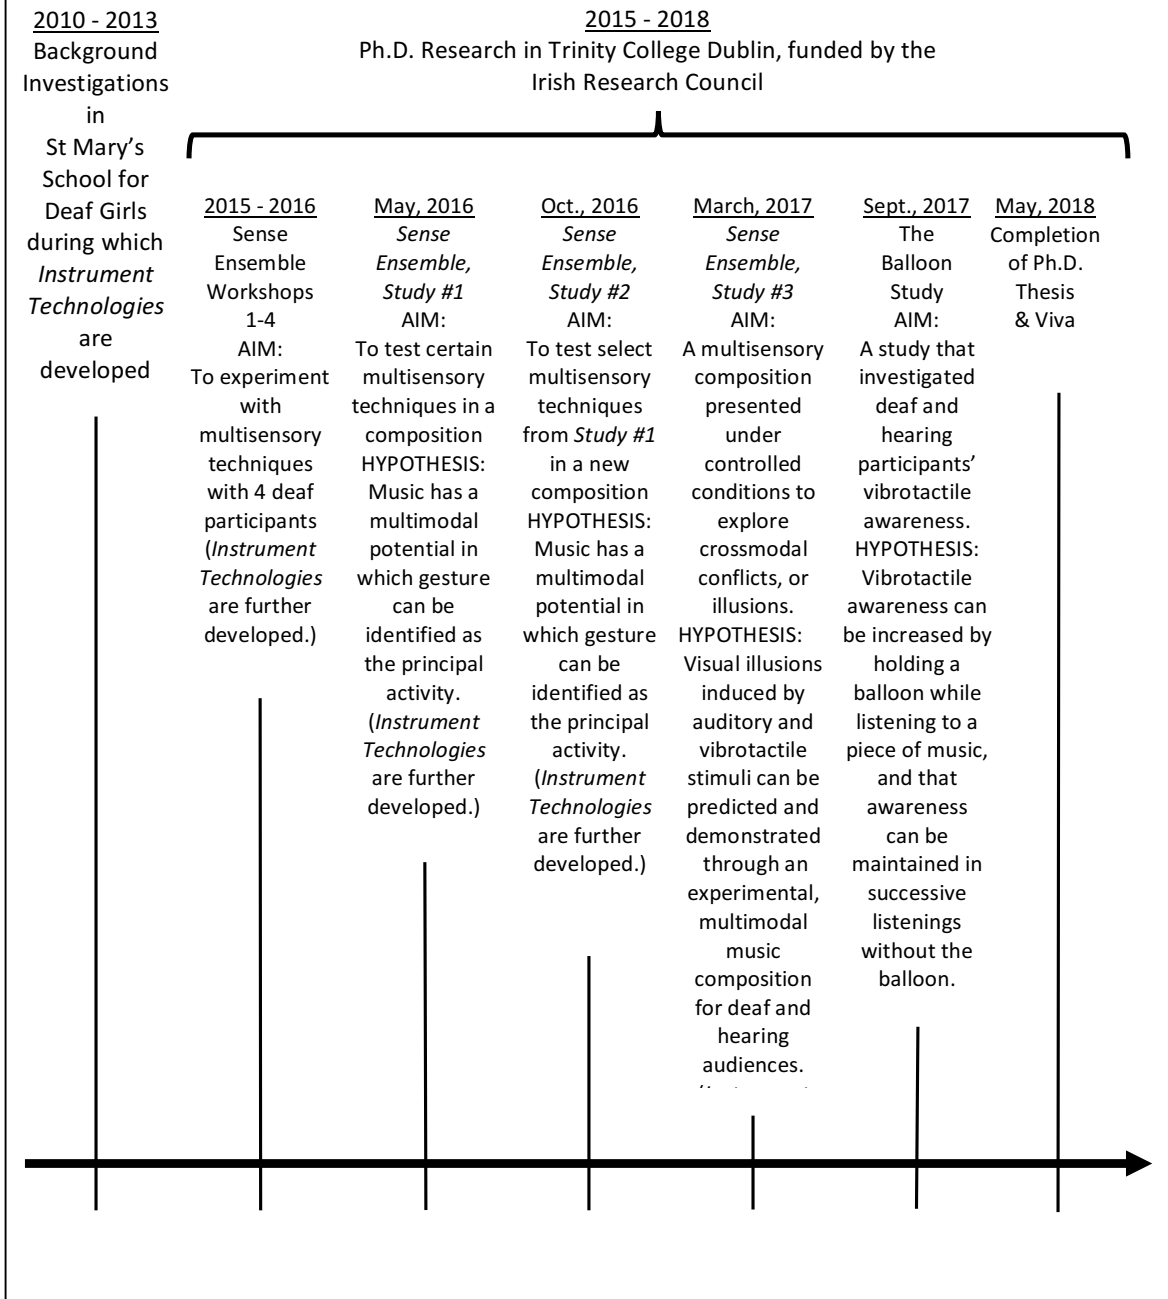 2010 - 2013
Background
Investigations
in
St Mary’s
School for
Deaf Girls
during which
Instrument
Technologies
are
developed
2015 - 2018
Ph.D. Research in Trinity College Dublin, funded by the
Irish Research Council
2015 - 2016
Sense
Ensemble
Workshops
1-4
AIM:
To experiment
with
multisensory
techniques
with 4 deaf
participants
(Instrument
Technologies
are further
developed.)
May, 2016
Sense
Ensemble,
Study #1
AIM:
To test certain
multisensory
techniques in a
composition
HYPOTHESIS:
Music has a
multimodal
potential in
which gesture
can be
identified as
the principal
activity.
(Instrument
Technologies
are further
developed.)
Oct., 2016
Sense
Ensemble,
Study #2
AIM:
To test select
multisensory
techniques
from Study #1
in a new
composition
HYPOTHESIS:
Music has a
multimodal
potential in
which gesture
can be
identified as
the principal
activity.
(Instrument
Technologies
are further
developed.)
March, 2017
Sense
Ensemble,
Study #3
AIM:
A multisensory
composition
presented
under
controlled
conditions to
explore
crossmodal
conflicts, or
illusions.
HYPOTHESIS:
Visual illusions
induced by
auditory and
vibrotactile
stimuli can be
predicted and
demonstrated
through an
experimental,
multimodal
music
composition
for deaf and
hearing
audiences.
Sept., 2017
The
Balloon
Study
AIM:
A study that
investigated
deaf and
hearing
participants’
vibrotactile
awareness.
HYPOTHESIS:
Vibrotactile
awareness can
be increased by
holding a
balloon while
listening to a
piece of music,
and that
awareness
can be
maintained in
successive
listenings
without the
balloon.
May, 2018
Completion
of Ph.D.
Thesis
& Viva